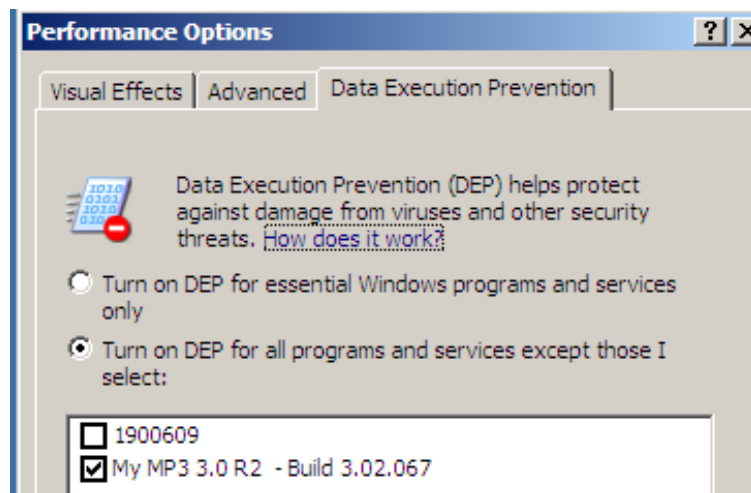 Performance Options
Visual Effects Advanced Data Execution Prevention
Data Execution Prevention (DEP) helps protect
against damage from viruses and other security
threats. How does it work?
Turn on DEP for essential Windows programs and services
only
Turn on DEP for all programs and services except those I
select:
1900609
My MP3 3.0 R2 - Build 3.02.067